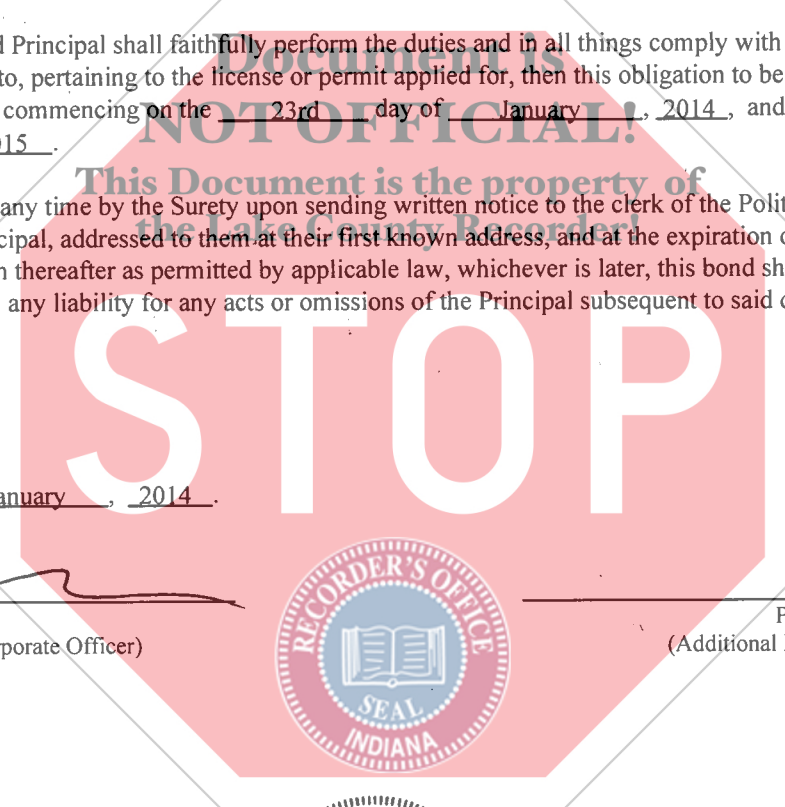 Principal shall faithfully perform the duties and in all things comply with
Document is
to, pertaining to the license or permit applied for, then this obligation to be
commencing on the 23rd day of January, 2014, and
NOT OFFICIAL!
15.
This Document is the property of
any time by the Surety upon sending written notice to the clerk of the Polit
the Lake County Recorder!
cipal, addressed to them at their first known address, and at the expiration
thereafter as permitted by applicable law, whichever is later, this bond sh
any liability for any acts or omissions of the Principal subsequent to said
STOP
anuary, 2014.
RECORDER'S OFFICE
SEAL
INDIANA
porate Officer)
P
(Additional